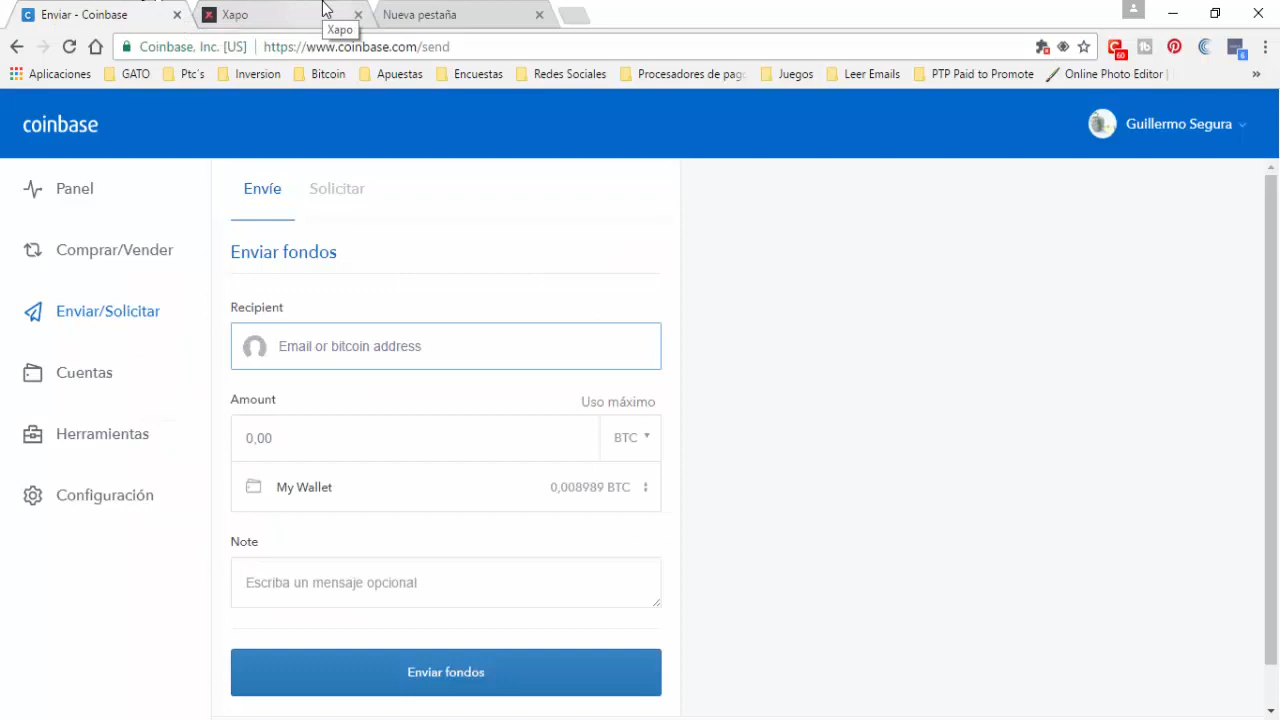 Enviar - Coinbase
Xapo
Nueva pestaña
Xapo
Coinbase, Inc. [US]
https://www.coinbase.com/send
60
tb
6
Aplicaciones
GATO
Ptc's
Inversion
Bitcoin
Apuestas
Encuestas
Redes Sociales
Procesadores de pago
Juegos
Leer Emails
PTP Paid to Promote
Online Photo Editor
»
coinbase
Guillermo Segura
Panel
Comprar/Vender
Enviar/Solicitar
Cuentas
Herramientas
Configuración
Envíe
Solicitar
Enviar fondos
Recipient
Email or bitcoin address
Amount
Uso máximo
0,00
BTC
My Wallet
0,008989 BTC
Note
Escriba un mensaje opcional
Enviar fondos